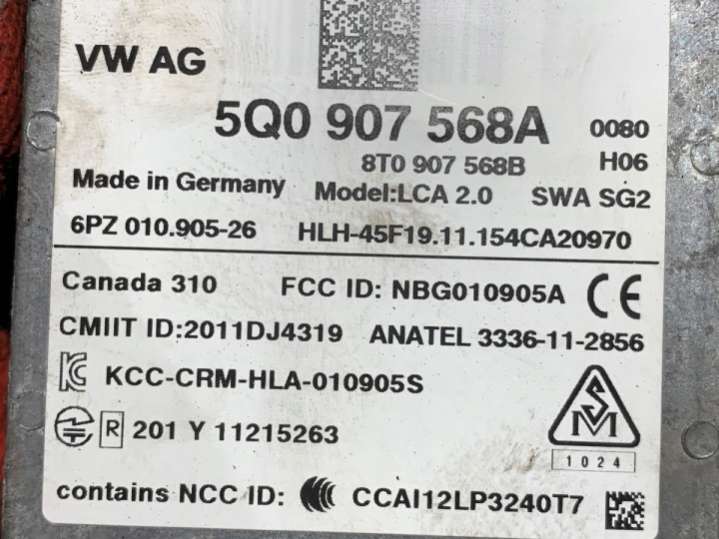 VW AG
5Q0 907 568A 0080
8T0 907 568B H06
Made in Germany Model:LCA 2.0 SWA SG2
6PZ 010.905-26 HLH-45F19.11.154CA20970
Canada 310 FCC ID: NBG010905A CE
CMIIT ID:2011DJ4319 ANATEL 3336-11-2856
KCC-CRM-HLA-010905S
R 201 Y 11215263
SM
1024
contains NCC ID: CCAI12LP3240T7